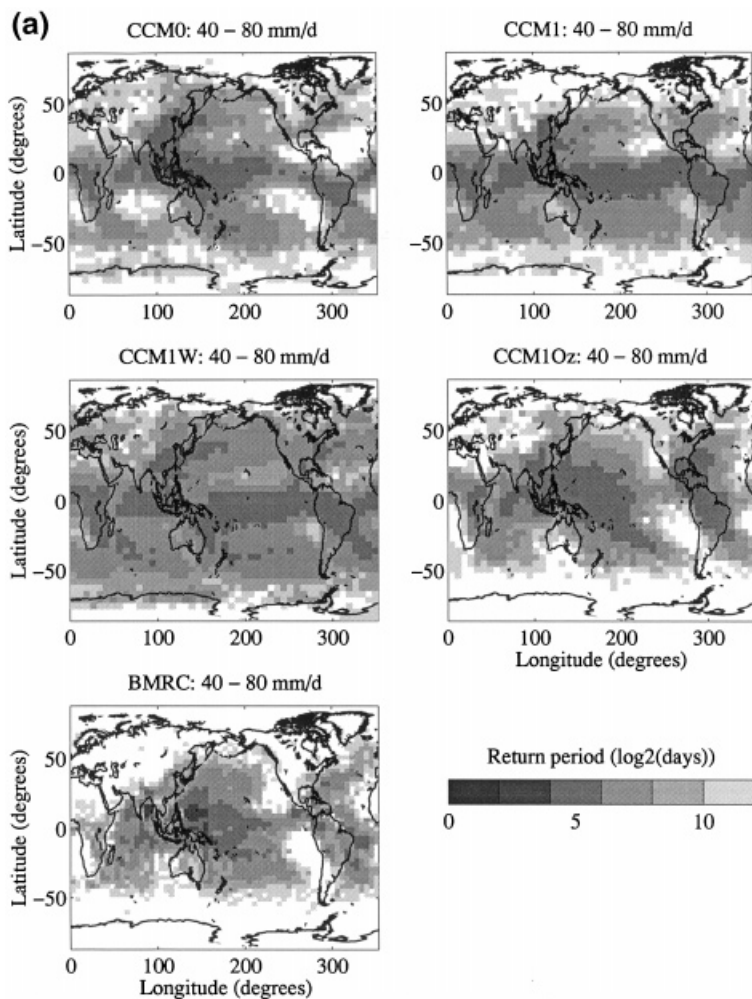 (a)
CCM0: 40 – 80 mm/d
CCM1: 40 – 80 mm/d
Latitude (degrees)
50
0
−50
0 100 200 300
50
0
−50
0 100 200 300
CCM1W: 40 – 80 mm/d
CCM1Oz: 40 – 80 mm/d
Latitude (degrees)
50
0
−50
0 100 200 300
50
0
−50
0 100 200 300
Longitude (degrees)
BMRC: 40 – 80 mm/d
Latitude (degrees)
50
0
−50
0 100 200 300
Longitude (degrees)
Return period (log2(days))
0 5 10